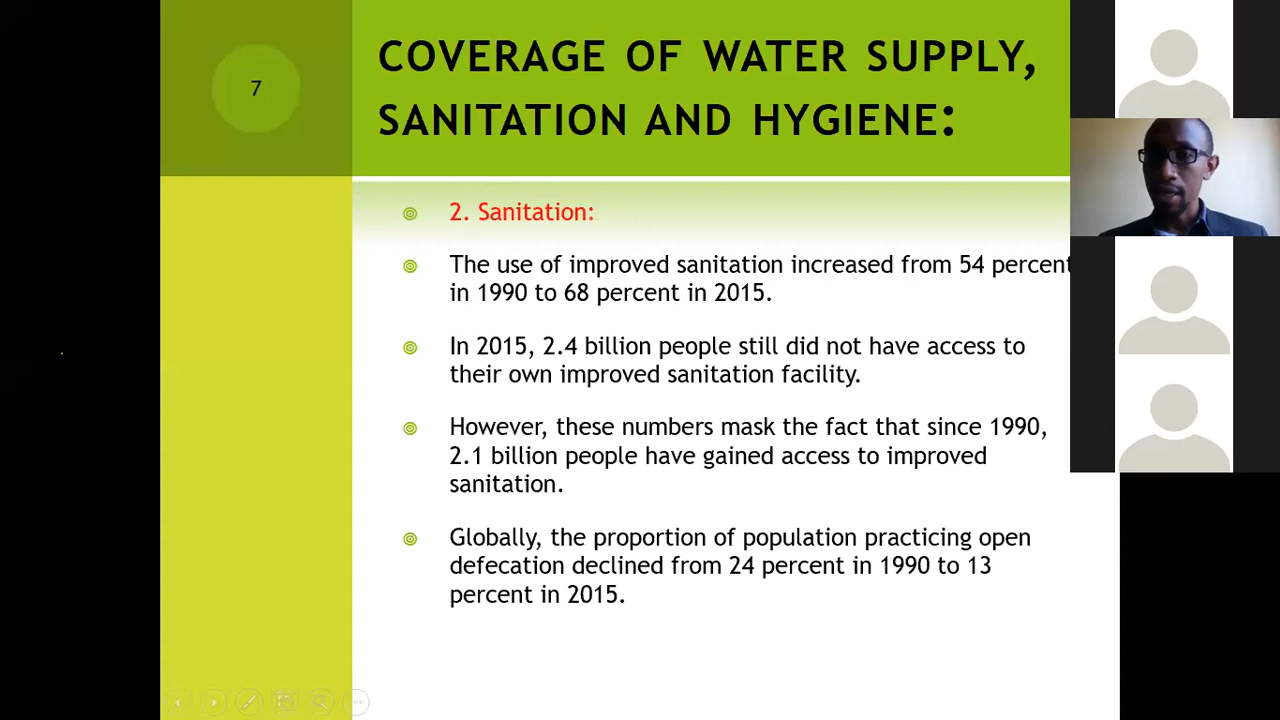 7
COVERAGE OF WATER SUPPLY,
SANITATION AND HYGIENE:
2. Sanitation:
The use of improved sanitation increased from 54 percent
in 1990 to 68 percent in 2015.
In 2015, 2.4 billion people still did not have access to
their own improved sanitation facility.
However, these numbers mask the fact that since 1990,
2.1 billion people have gained access to improved
sanitation.
Globally, the proportion of population practicing open
defecation declined from 24 percent in 1990 to 13
percent in 2015.